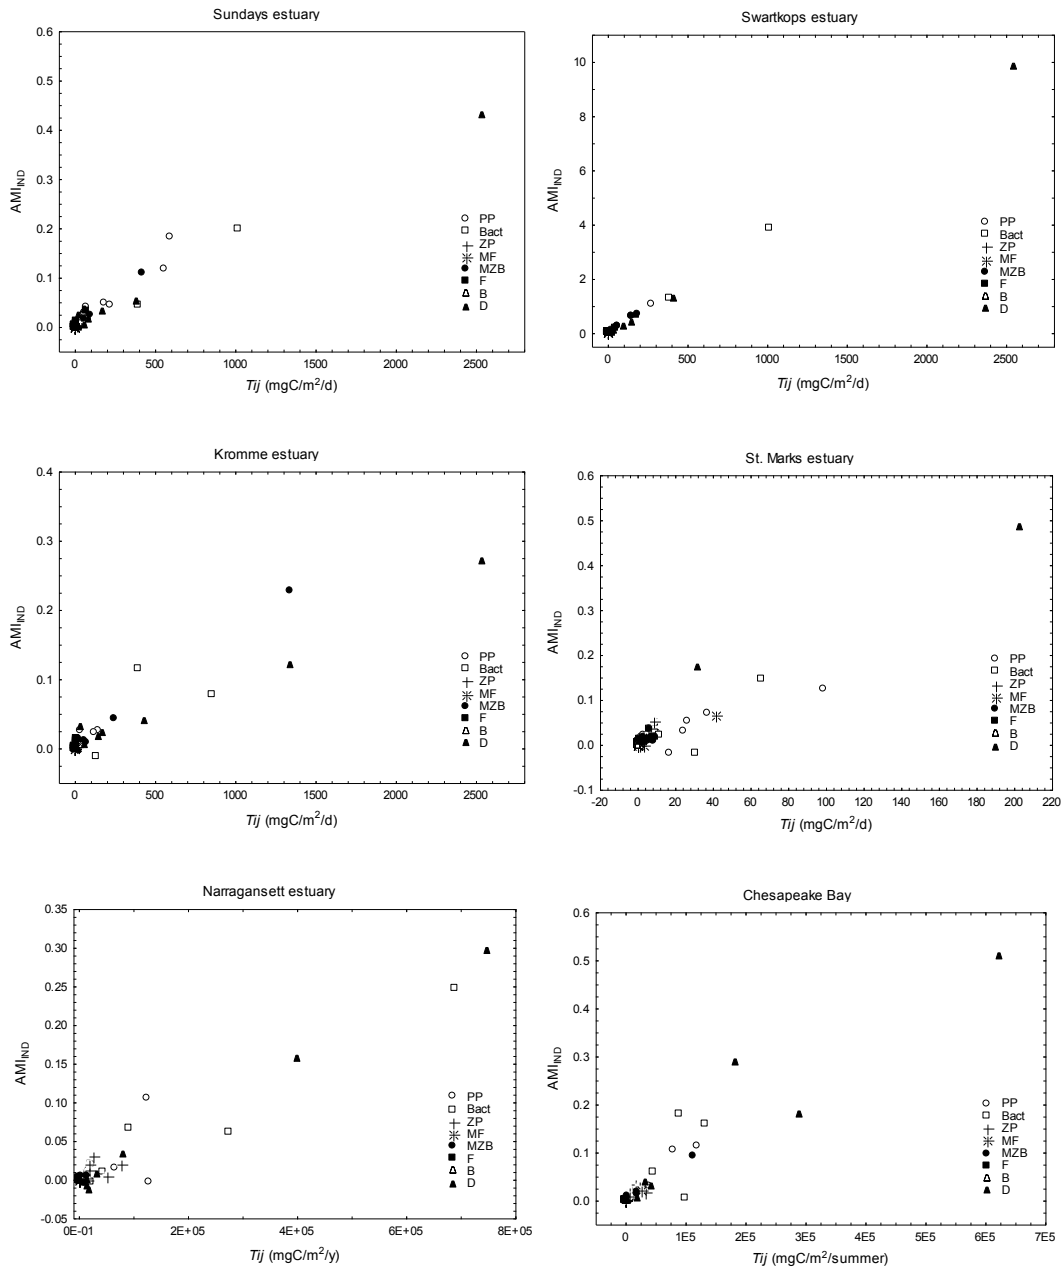 Sundays estuary
0.6
0.5
0.4
0.3
0.2
0.1
0.0
AMI_IND
PP
Bact
ZP
MF
MZB
F
B
D
0 500 1000 1500 2000 2500
Tij (mgC/m²/d)
Swartkops estuary
10
8
6
4
2
0
AMI_IND
PP
Bact
ZP
MF
MZB
F
B
D
0 500 1000 1500 2000 2500
Tij (mgC/m²/d)
Kromme estuary
0.4
0.3
0.2
0.1
0.0
AMI_IND
PP
Bact
ZP
MF
MZB
F
B
D
0 500 1000 1500 2000 2500
Tij (mgC/m²/d)
St. Marks estuary
0.6
0.5
0.4
0.3
0.2
0.1
0.0
-0.1
AMI_IND
PP
Bact
ZP
MF
MZB
F
B
D
-20 0 20 40 60 80 100 120 140 160 180 200 220
Tij (mgC/m²/d)
Narragansett estuary
0.35
0.30
0.25
0.20
0.15
0.10
0.05
0.00
-0.05
AMI_IND
PP
Bact
ZP
MF
MZB
F
B
D
0E-01 2E+05 4E+05 6E+05 8E+05
Tij (mgC/m²/y)
Chesapeake Bay
0.6
0.5
0.4
0.3
0.2
0.1
0.0
AMI_IND
PP
Bact
ZP
MF
MZB
F
B
D
0 1E5 2E5 3E5 4E5 5E5 6E5 7E5
Tij (mgC/m²/summer)